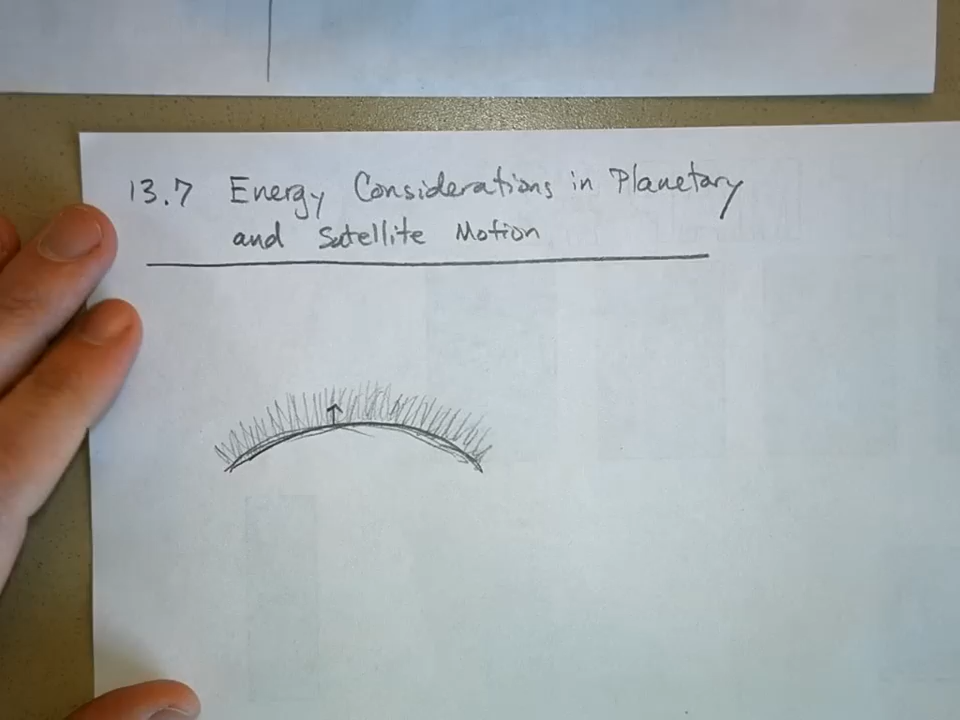 13.7 Energy Considerations in Planetary
and Satellite Motion